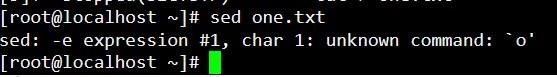 [root@localhost ~]# sed one.txt
sed: -e expression #1, char 1: unknown command: `o'
[root@localhost ~]#